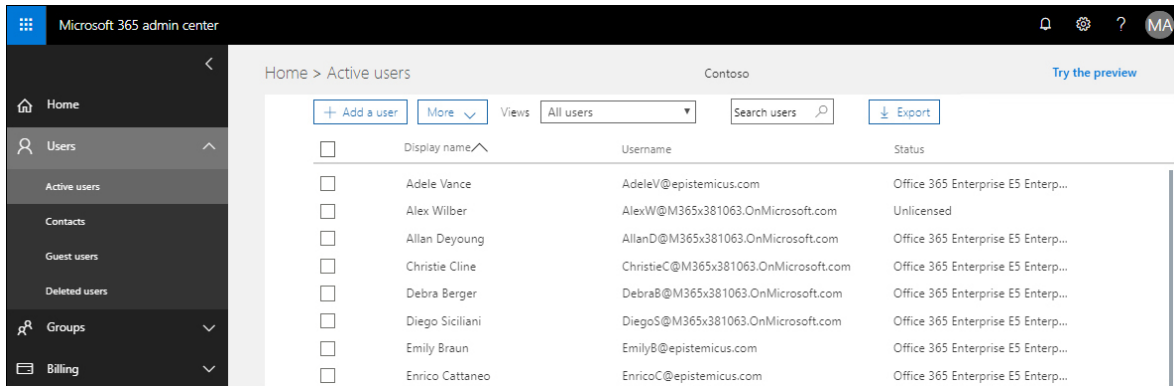 Microsoft 365 admin center ? MA
Home > Active users Contoso Try the preview
Home
+ Add a user More Views All users Search users Export
Users
Display name Username Status
Active users
Adele Vance AdeleV@epistemicus.com Office 365 Enterprise E5 Enterp...
Contacts
Alex Wilber AlexW@M365x381063.OnMicrosoft.com Unlicensed
Allan Deyoung AllanD@M365x381063.OnMicrosoft.com Office 365 Enterprise E5 Enterp...
Guest users
Christie Cline ChristieC@M365x381063.OnMicrosoft.com Office 365 Enterprise E5 Enterp...
Deleted users
Debra Berger DebraB@M365x381063.OnMicrosoft.com Office 365 Enterprise E5 Enterp...
Groups
Diego Siciliani DiegoS@M365x381063.OnMicrosoft.com Office 365 Enterprise E5 Enterp...
Emily Braun EmilyB@epistemicus.com Office 365 Enterprise E5 Enterp...
Billing
Enrico Cattaneo EnricoC@epistemicus.com Office 365 Enterprise E5 Enterp...